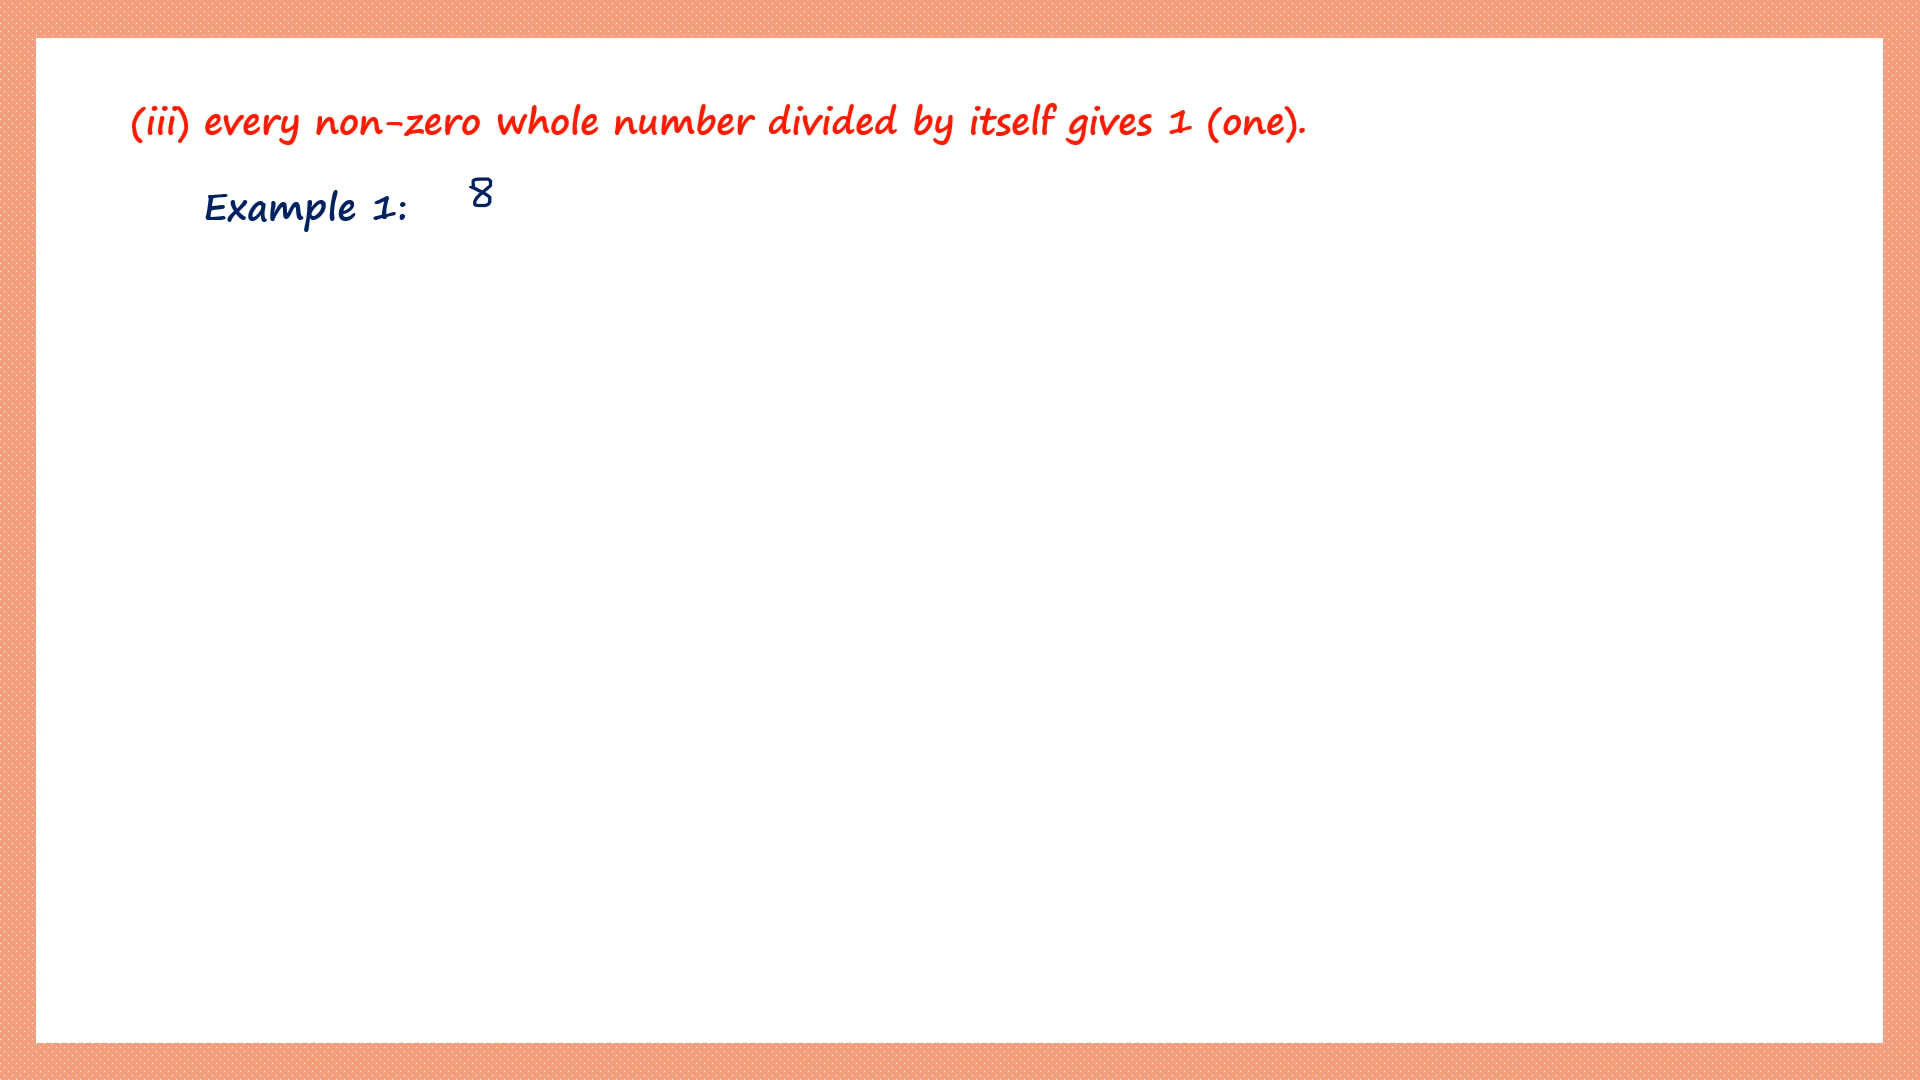 (iii) every non-zero whole number divided by itself gives 1 (one).
Example 1: 8